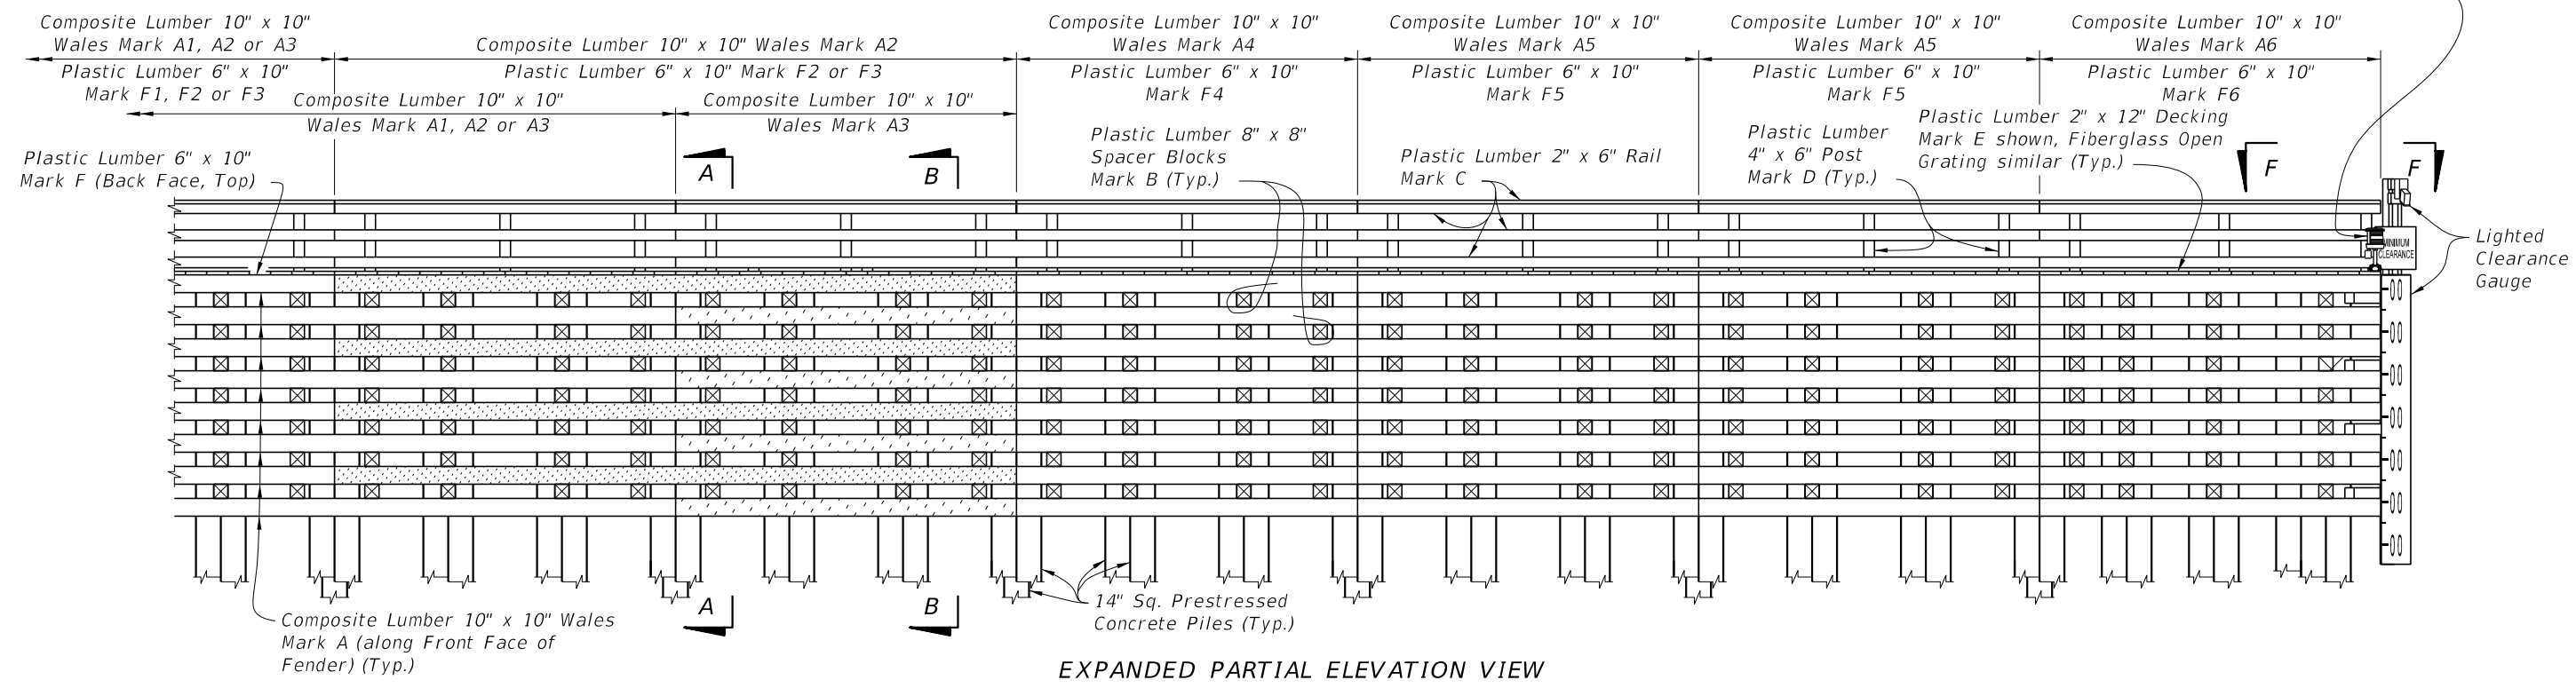 Composite Lumber 10" x 10"
Wales Mark A1, A2 or A3
Plastic Lumber 6" x 10"
Mark F1, F2 or F3
Composite Lumber 10" x 10" Wales Mark A2
Plastic Lumber 6" x 10" Mark F2 or F3
Composite Lumber 10" x 10"
Wales Mark A4
Plastic Lumber 6" x 10"
Mark F4
Composite Lumber 10" x 10"
Wales Mark A5
Plastic Lumber 6" x 10"
Mark F5
Composite Lumber 10" x 10"
Wales Mark A5
Plastic Lumber 6" x 10"
Mark F5
Composite Lumber 10" x 10"
Wales Mark A6
Plastic Lumber 6" x 10"
Mark F6
Composite Lumber 10" x 10"
Wales Mark A1, A2 or A3
Composite Lumber 10" x 10"
Wales Mark A3
Plastic Lumber 6" x 10"
Mark F (Back Face, Top)
A
B
Plastic Lumber 8" x 8"
Spacer Blocks
Mark B (Typ.)
Plastic Lumber 2" x 6" Rail
Mark C
Plastic Lumber
4" x 6" Post
Mark D (Typ.)
Plastic Lumber 2" x 12" Decking
Mark E shown, Fiberglass Open
Grating similar (Typ.)
F
F
MINIMUM
CLEARANCE
Lighted
Clearance
Gauge
A
B
14" Sq. Prestressed
Concrete Piles (Typ.)
Composite Lumber 10" x 10" Wales
Mark A (along Front Face of
Fender) (Typ.)
EXPANDED PARTIAL ELEVATION VIEW